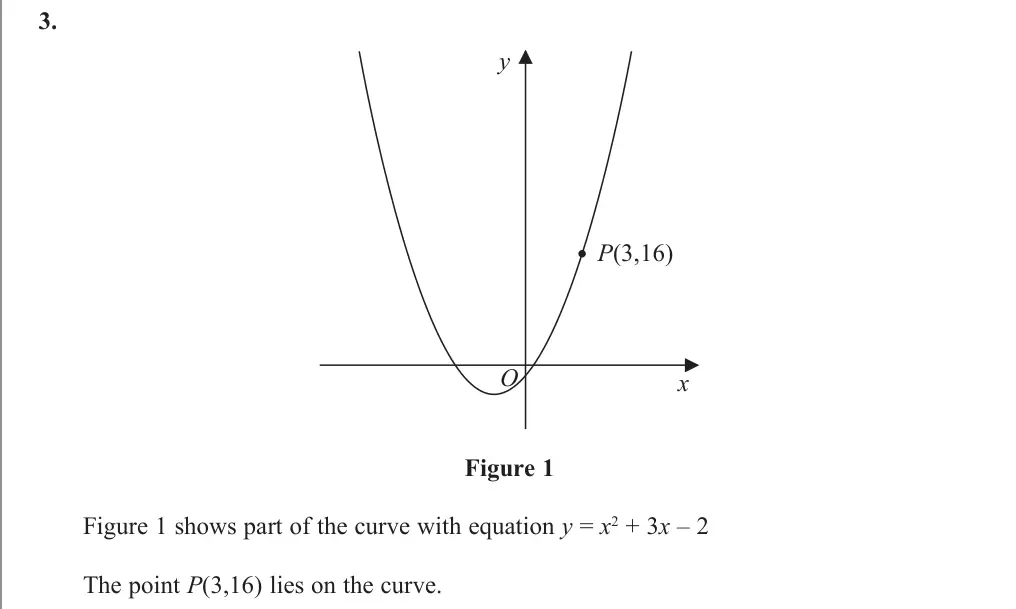 3.
y
P(3,16)
O
x
Figure 1
Figure 1 shows part of the curve with equation y = x² + 3x – 2
The point P(3,16) lies on the curve.